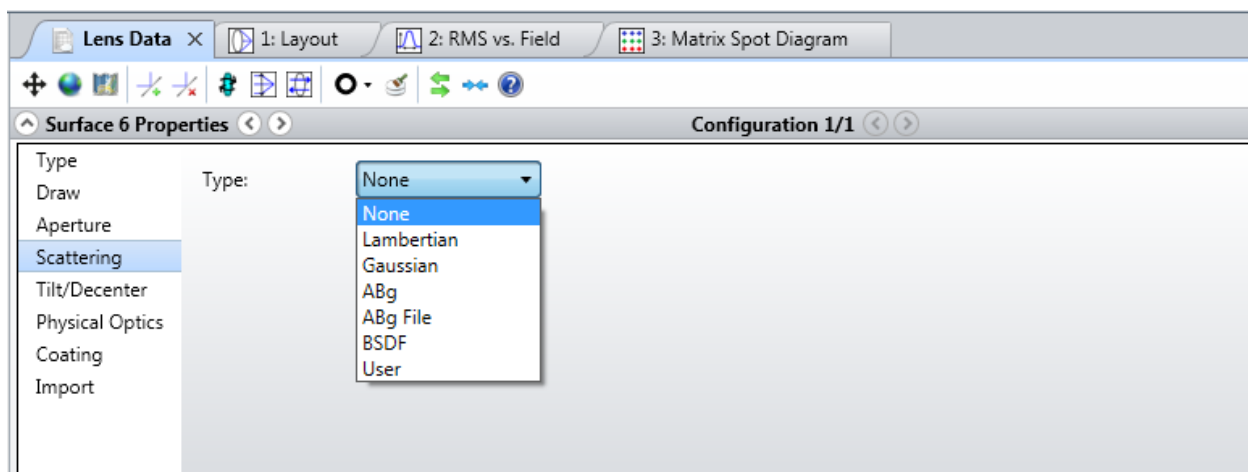 Lens Data 1: Layout 2: RMS vs. Field 3: Matrix Spot Diagram
Surface 6 Properties Configuration 1/1
Type
Draw
Aperture
Scattering
Tilt/Decenter
Physical Optics
Coating
Import
Type: None
None
Lambertian
Gaussian
ABg
ABg File
BSDF
User